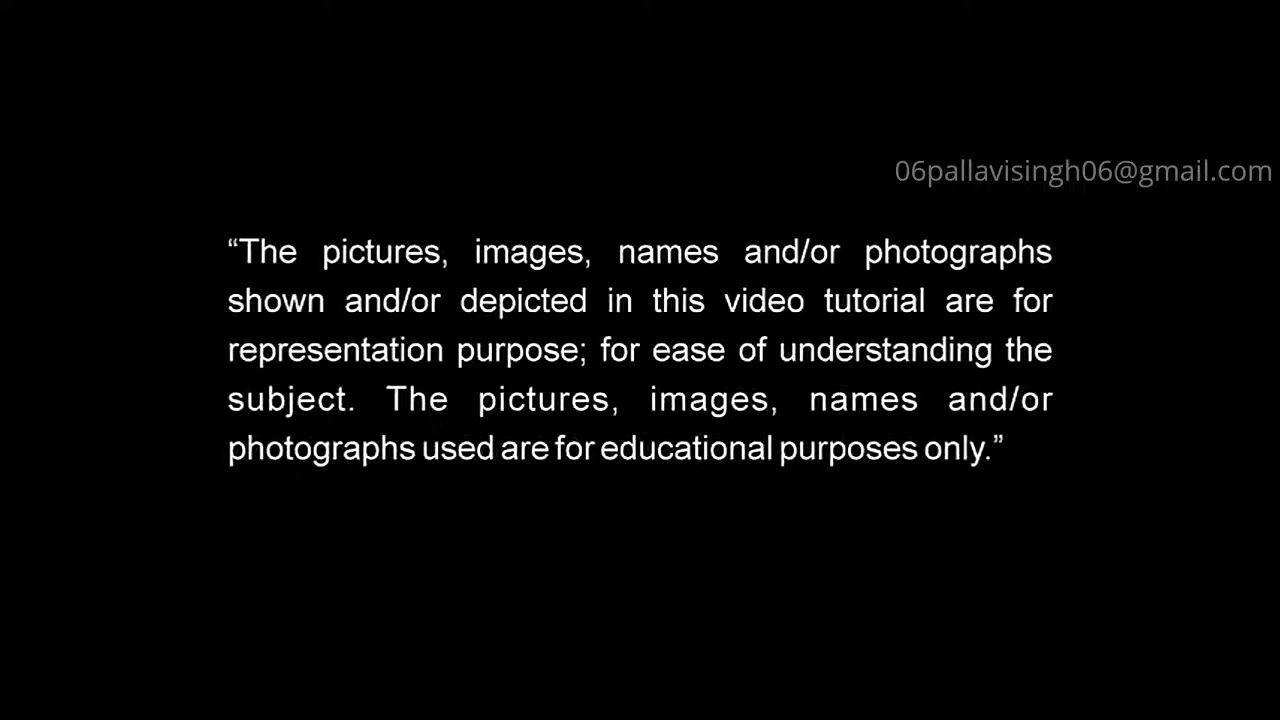 06pallavisingh06@gmail.com
“The pictures, images, names and/or photographs
shown and/or depicted in this video tutorial are for
representation purpose; for ease of understanding the
subject. The pictures, images, names and/or
photographs used are for educational purposes only.”